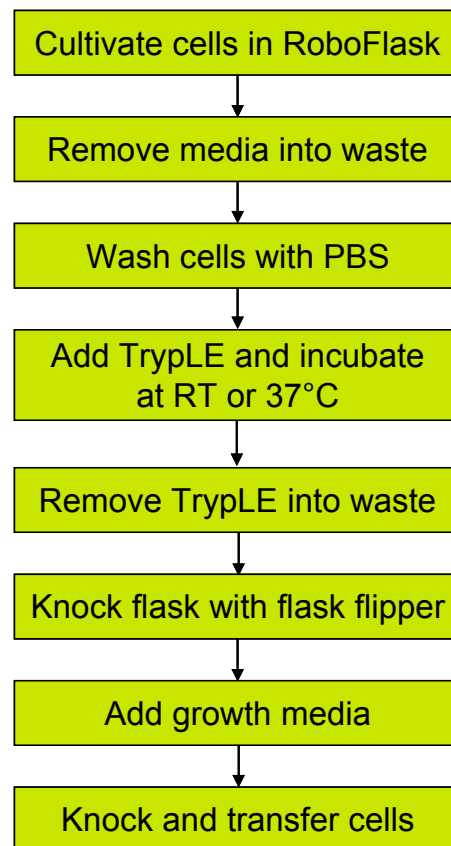 Cultivate cells in RoboFlask
Remove media into waste
Wash cells with PBS
Add TrypLE and incubate
at RT or 37°C
Remove TrypLE into waste
Knock flask with flask flipper
Add growth media
Knock and transfer cells